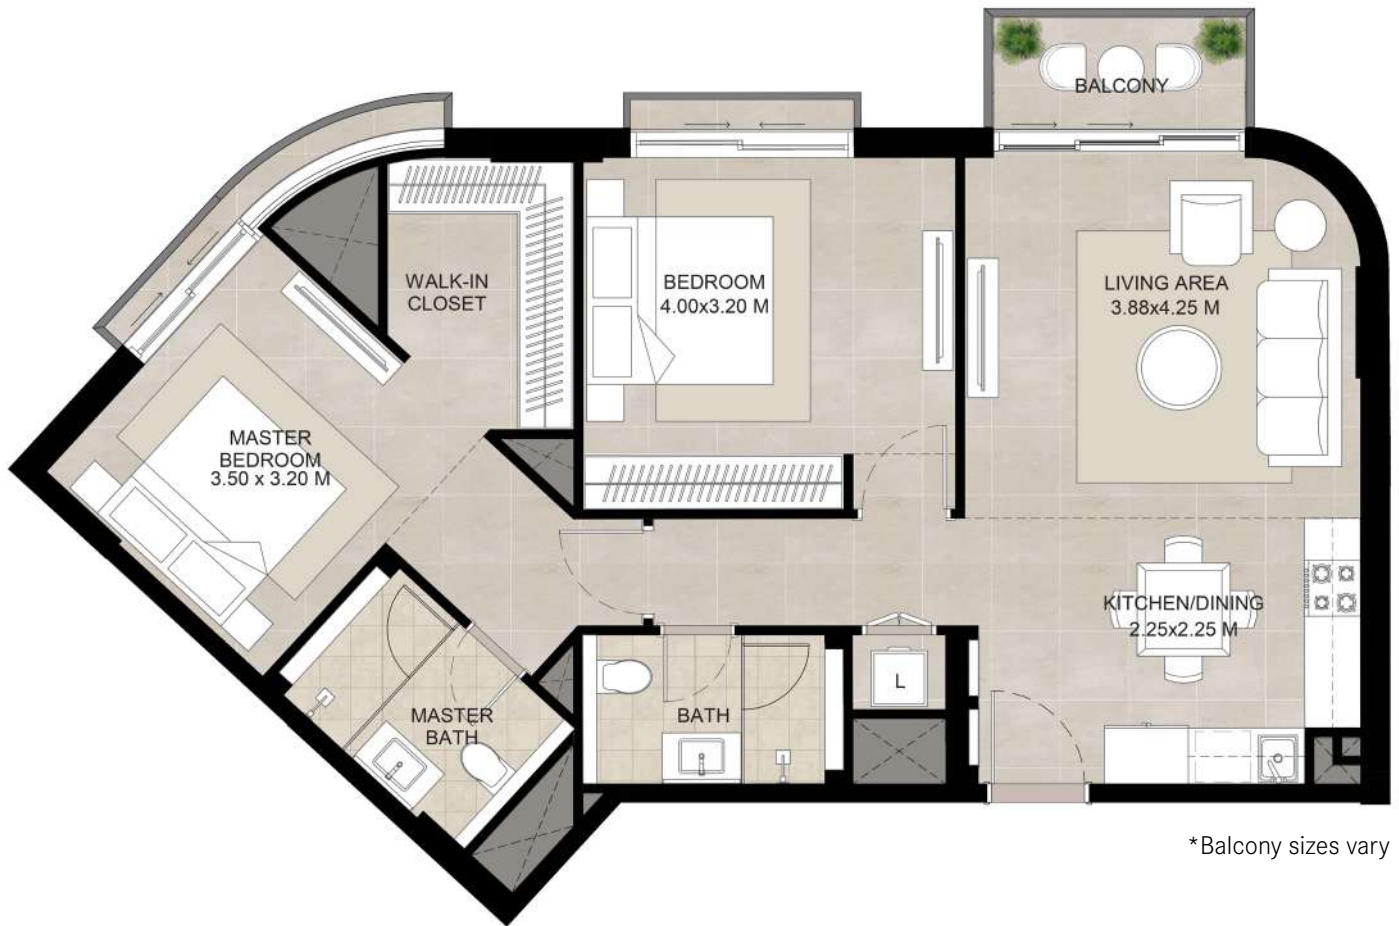 BALCONY
WALK-IN
CLOSET
BEDROOM
4.00x3.20 M
LIVING AREA
3.88x4.25 M
MASTER
BEDROOM
3.50 x 3.20 M
KITCHEN/DINING
2.25x2.25 M
L
MASTER
BATH
BATH
*Balcony sizes vary